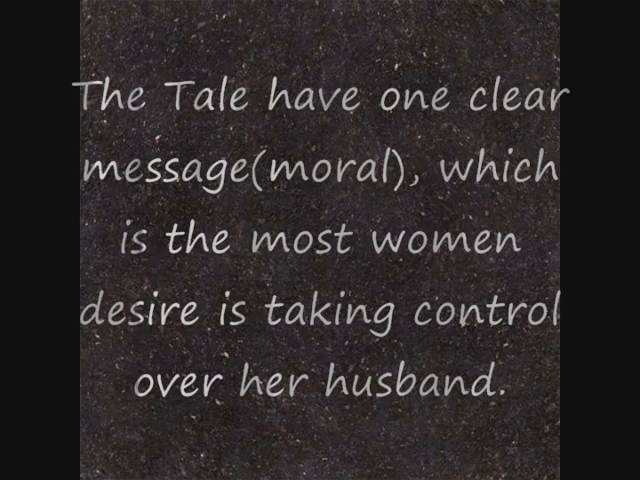 The Tale have one clear
message(moral), which
is the most women
desire is taking control
over her husband.